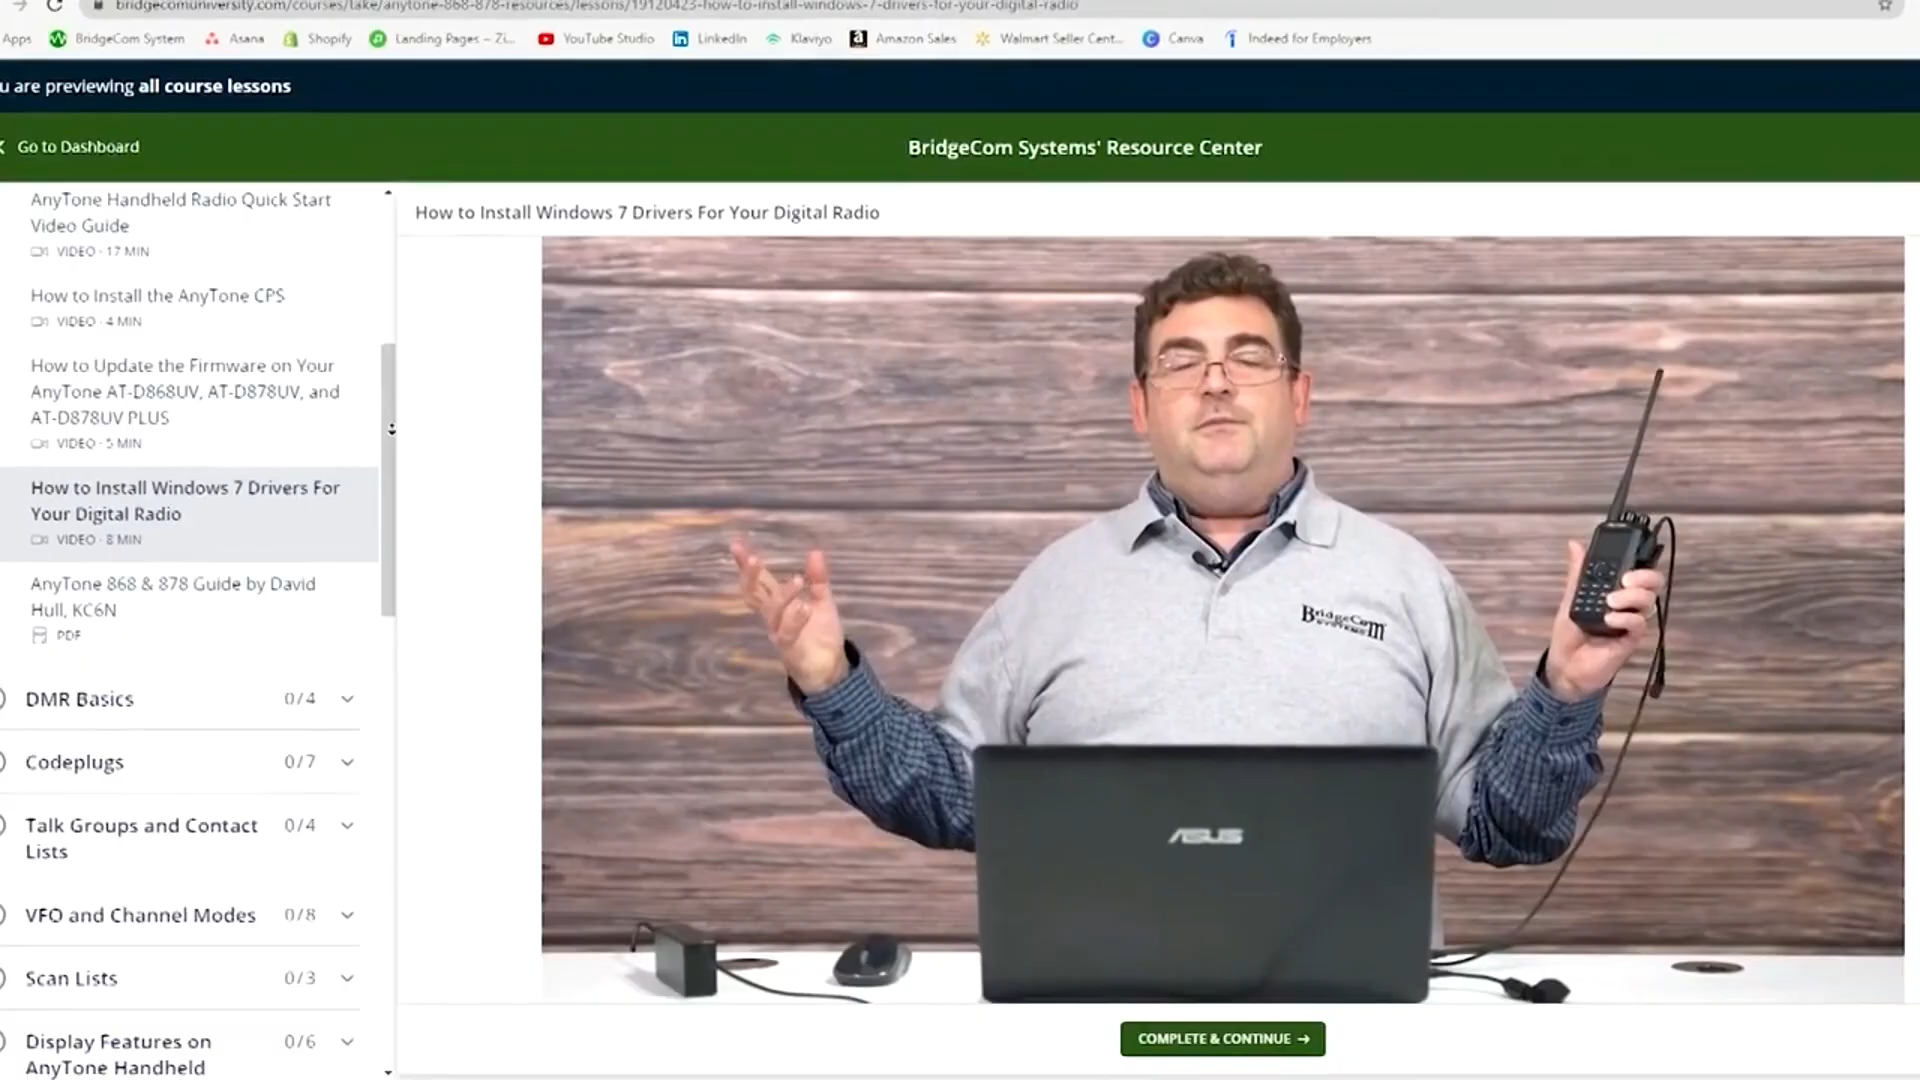 bridgecomuniversity.com/courses/take/anytone-868-878-resources/lessons/19120423-how-to-install-windows-7-drivers-for-your-digital-radio
Apps BridgeCom System Asana Shopify Landing Pages – Zi... YouTube Studio LinkedIn Klaviyo Amazon Sales Walmart Seller Cent... Canva Indeed for Employers
u are previewing all course lessons
Go to Dashboard
BridgeCom Systems' Resource Center
AnyTone Handheld Radio Quick Start
Video Guide
VIDEO · 17 MIN
How to Install the AnyTone CPS
VIDEO · 4 MIN
How to Update the Firmware on Your
AnyTone AT-D868UV, AT-D878UV, and
AT-D878UV PLUS
VIDEO · 5 MIN
How to Install Windows 7 Drivers For
Your Digital Radio
VIDEO · 8 MIN
AnyTone 868 & 878 Guide by David
Hull, KC6N
PDF
DMR Basics 0/4
Codeplugs 0/7
Talk Groups and Contact 0/4
Lists
VFO and Channel Modes 0/8
Scan Lists 0/3
Display Features on 0/6
AnyTone Handheld
How to Install Windows 7 Drivers For Your Digital Radio
BridgeCom
SYSTEMS
ASUS
COMPLETE & CONTINUE →